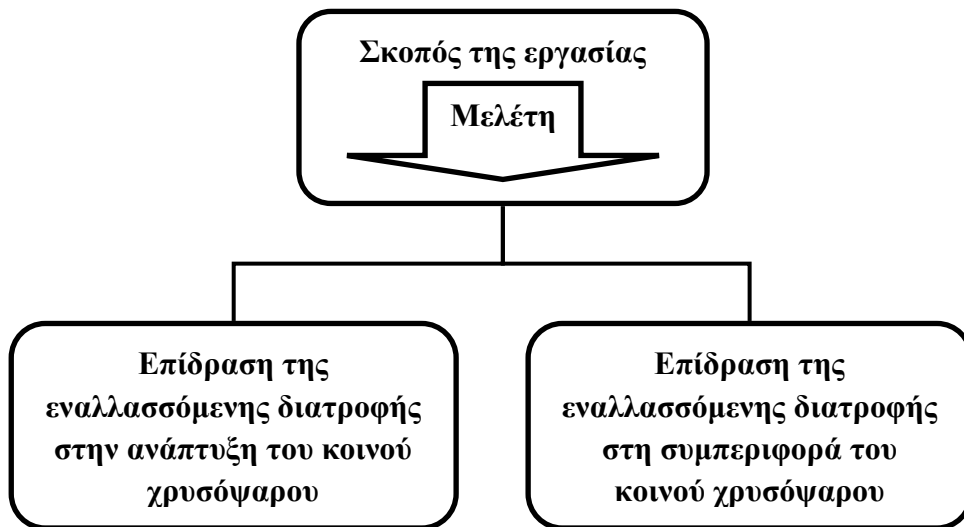 Σκοπός της εργασίας
Μελέτη
Επίδραση της
εναλλασσόμενης διατροφής
στην ανάπτυξη του κοινού
χρυσόψαρου
Επίδραση της
εναλλασσόμενης διατροφής
στη συμπεριφορά του
κοινού χρυσόψαρου